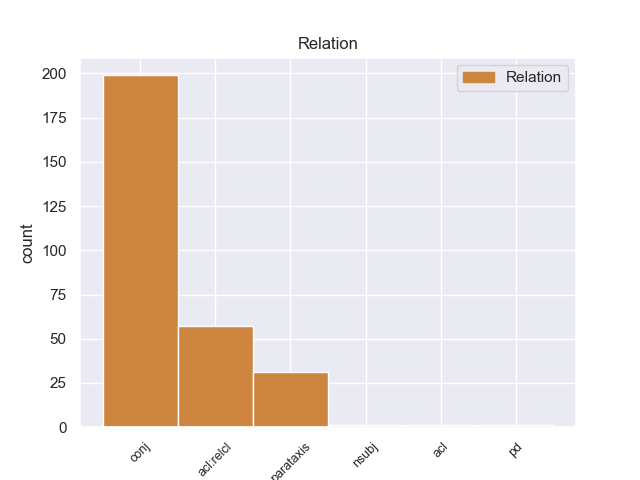 Relation
Relation
200
175
150
125
100
75
50
25
0
count
conj
acl:relcl
parataxis
nsubj
acl
pd